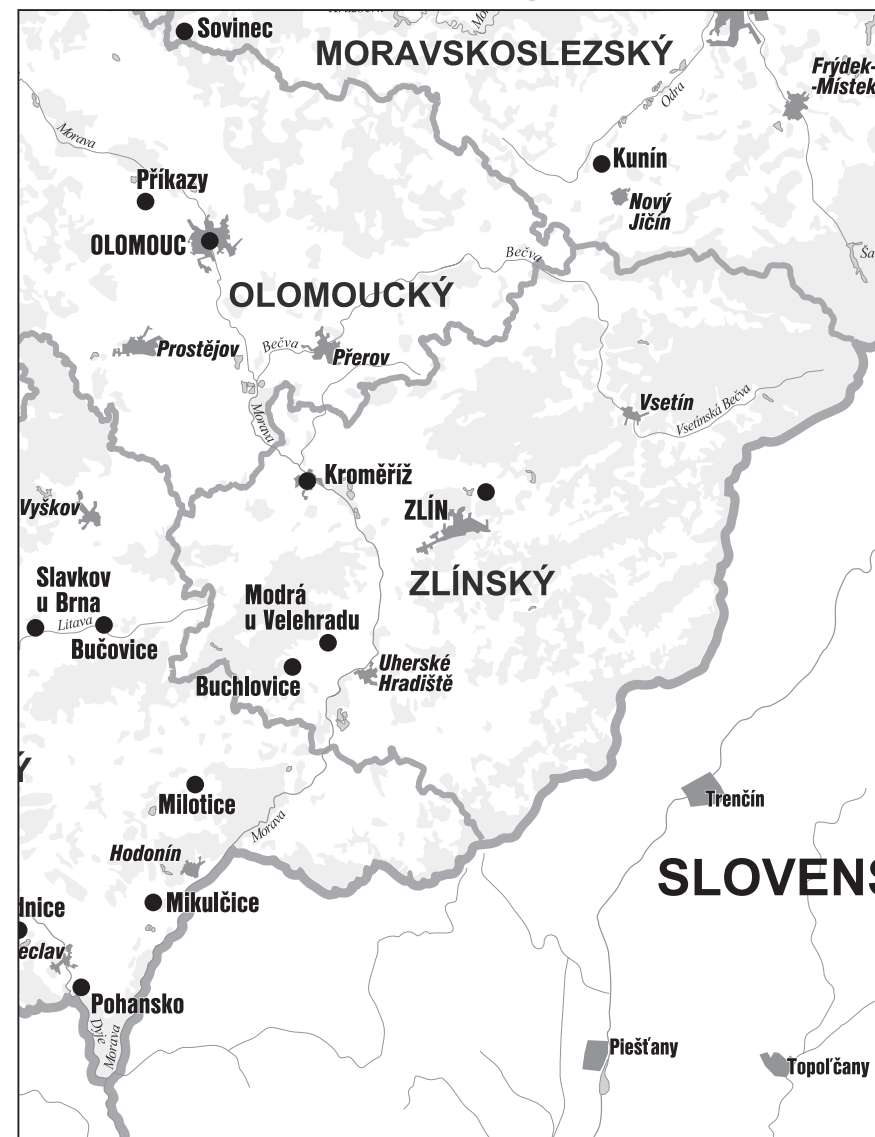 Sovinec
MORAVSKOSLEZSKÝ
Frýdek-
-Místek
Odra
Morava
Kunín
Příkazy
Nový
Jičín
OLOMOUC
Bečva
OLOMOUCKÝ
Prostějov
Bečva
Přerov
Morava
Vsetín
Vsetínská Bečva
Kroměříž
ZLÍN
Vyškov
ZLÍNSKÝ
Slavkov
u Brna
Litava
Bučovice
Modrá
u Velehradu
Buchlovice
Uherské
Hradiště
Ý
Milotice
Trenčín
Morava
Hodonín
SLOVENS
Mikulčice
dnice
eclav
Pohansko
Dyje
Morava
Piešťany
Topoľčany